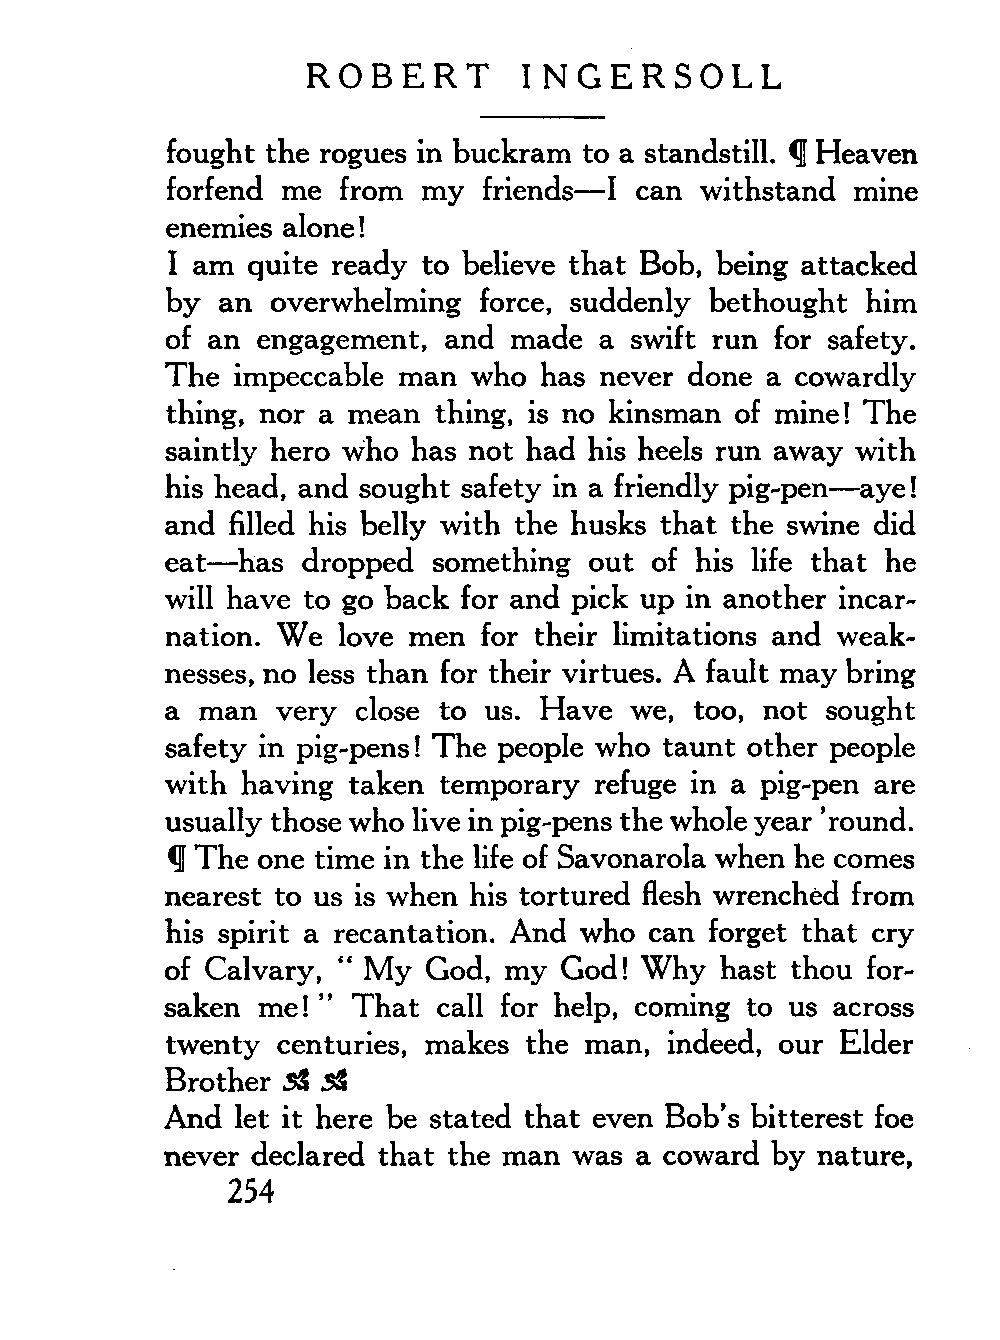 ROBERT INGERSOLL
fought the rogues in buckram to a standstill. ¶ Heaven
forfend me from my friends—I can withstand mine
enemies alone!
I am quite ready to believe that Bob, being attacked
by an overwhelming force, suddenly bethought him
of an engagement, and made a swift run for safety.
The impeccable man who has never done a cowardly
thing, nor a mean thing, is no kinsman of mine! The
saintly hero who has not had his heels run away with
his head, and sought safety in a friendly pig-pen—aye!
and filled his belly with the husks that the swine did
eat—has dropped something out of his life that he
will have to go back for and pick up in another incar-
nation. We love men for their limitations and weak-
nesses, no less than for their virtues. A fault may bring
a man very close to us. Have we, too, not sought
safety in pig-pens! The people who taunt other people
with having taken temporary refuge in a pig-pen are
usually those who live in pig-pens the whole year 'round.
¶ The one time in the life of Savonarola when he comes
nearest to us is when his tortured flesh wrenched from
his spirit a recantation. And who can forget that cry
of Calvary, " My God, my God! Why hast thou for-
saken me! " That call for help, coming to us across
twenty centuries, makes the man, indeed, our Elder
Brother
And let it here be stated that even Bob's bitterest foe
never declared that the man was a coward by nature,
254